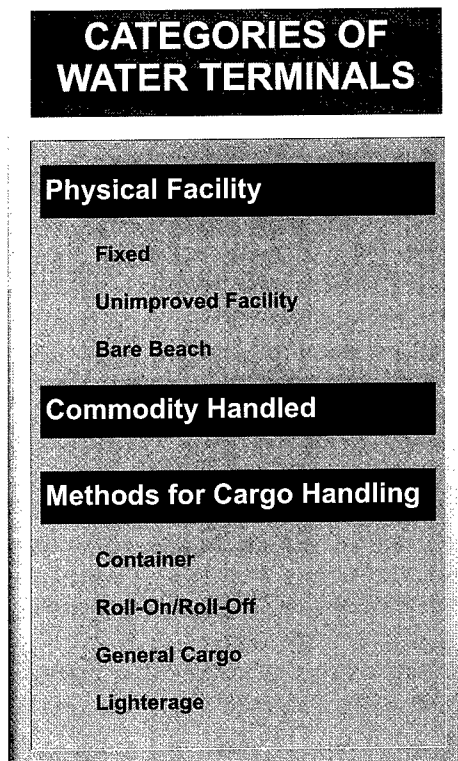 CATEGORIES OF
WATER TERMINALS
Physical Facility
Fixed
Unimproved Facility
Bare Beach
Commodity Handled
Methods for Cargo Handling
Container
Roll-On/Roll-Off
General Cargo
Lighterage